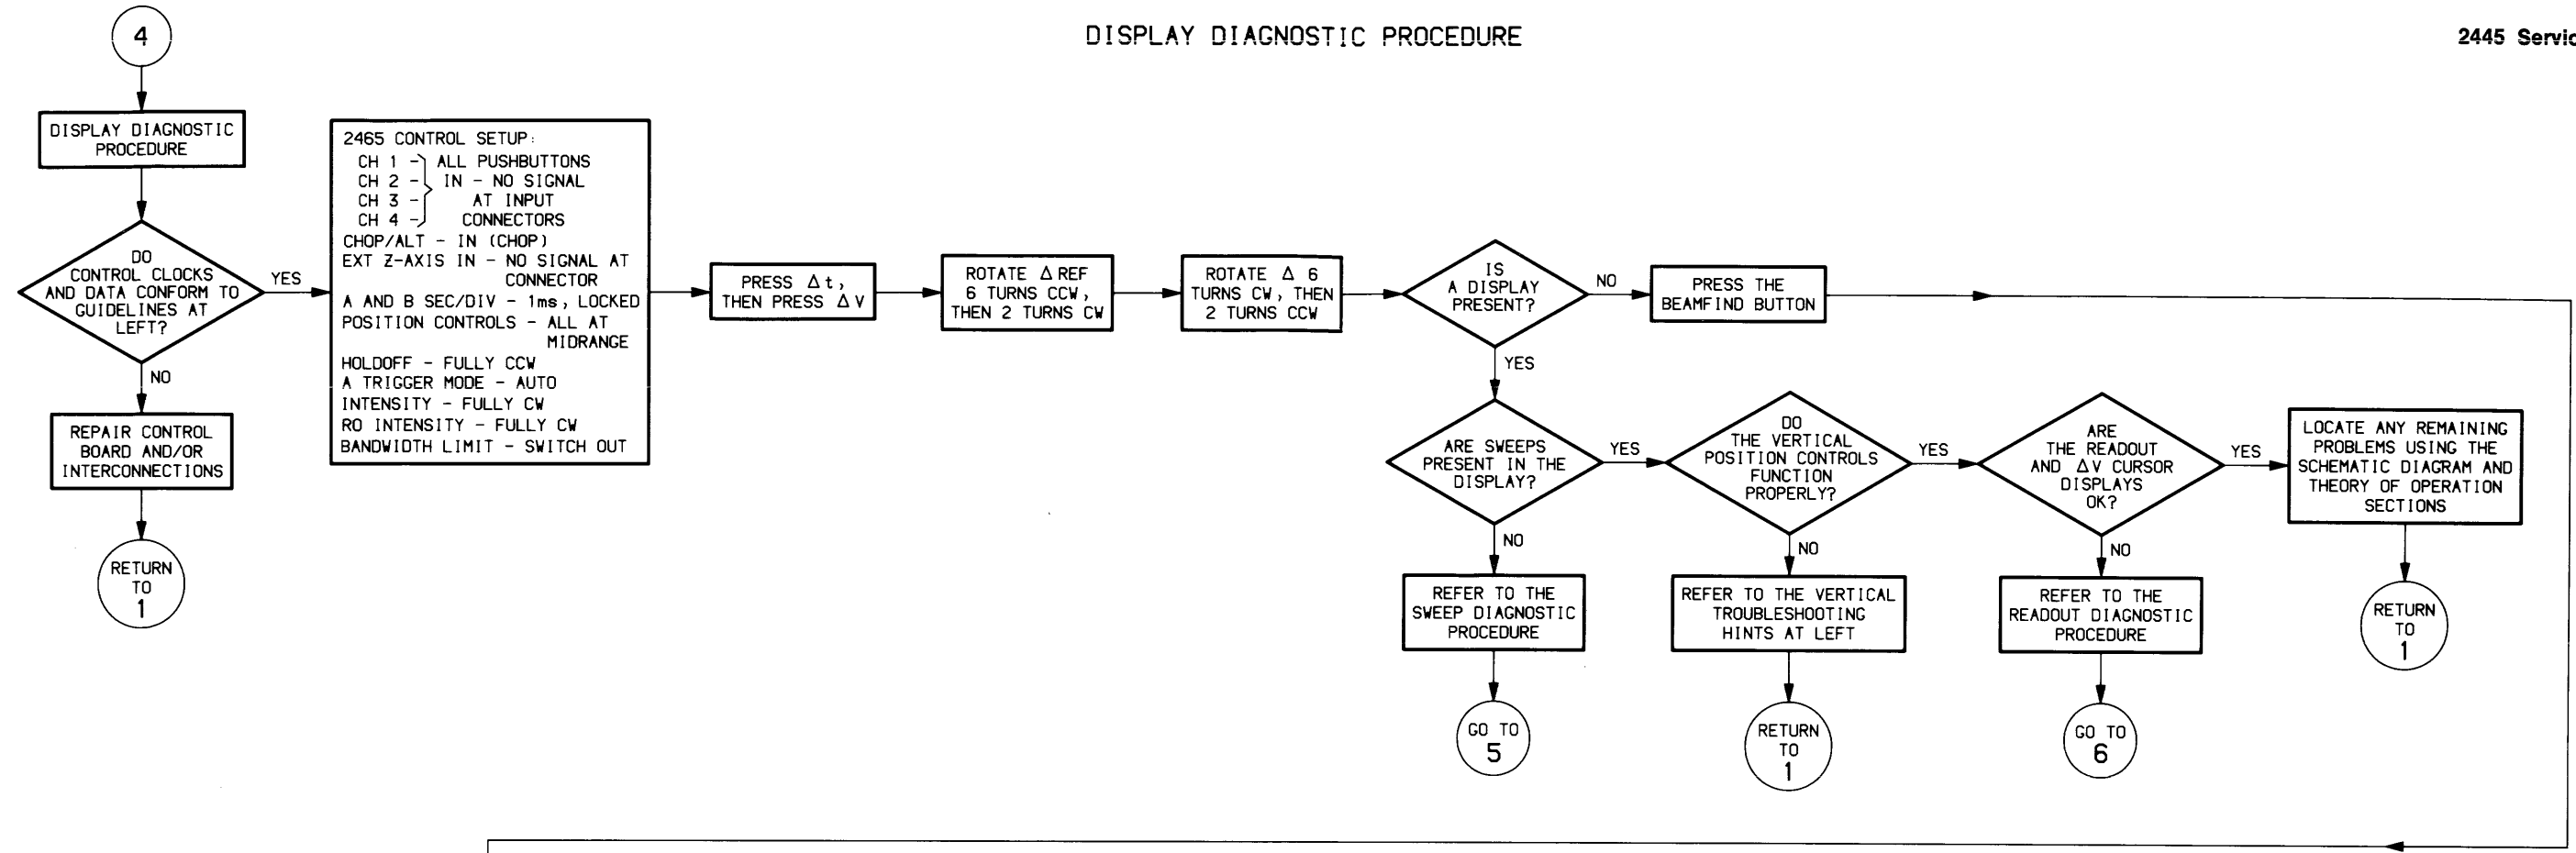 DISPLAY DIAGNOSTIC PROCEDURE
2445 Servic
4
DISPLAY DIAGNOSTIC
PROCEDURE
DO
CONTROL CLOCKS
AND DATA CONFORM TO
GUIDELINES AT
LEFT?
YES
NO
REPAIR CONTROL
BOARD AND/OR
INTERCONNECTIONS
RETURN
TO
1
2465 CONTROL SETUP:
CH 1 - ALL PUSHBUTTONS
CH 2 - IN - NO SIGNAL
CH 3 - AT INPUT
CH 4 - CONNECTORS
CHOP/ALT - IN (CHOP)
EXT Z-AXIS IN - NO SIGNAL AT
CONNECTOR
A AND B SEC/DIV - 1ms, LOCKED
POSITION CONTROLS - ALL AT
MIDRANGE
HOLDOFF - FULLY CCW
A TRIGGER MODE - AUTO
INTENSITY - FULLY CW
RO INTENSITY - FULLY CW
BANDWIDTH LIMIT - SWITCH OUT
PRESS Δt,
THEN PRESS ΔV
ROTATE Δ REF
6 TURNS CCW,
THEN 2 TURNS CW
ROTATE Δ 6
TURNS CW, THEN
2 TURNS CCW
IS
A DISPLAY
PRESENT?
NO
PRESS THE
BEAMFIND BUTTON
YES
ARE SWEEPS
PRESENT IN THE
DISPLAY?
YES
NO
REFER TO THE
SWEEP DIAGNOSTIC
PROCEDURE
GO TO
5
DO
THE VERTICAL
POSITION CONTROLS
FUNCTION
PROPERLY?
YES
NO
REFER TO THE VERTICAL
TROUBLESHOOTING
HINTS AT LEFT
RETURN
TO
1
ARE
THE READOUT
AND ΔV CURSOR
DISPLAYS
OK?
YES
NO
REFER TO THE
READOUT DIAGNOSTIC
PROCEDURE
GO TO
6
LOCATE ANY REMAINING
PROBLEMS USING THE
SCHEMATIC DIAGRAM AND
THEORY OF OPERATION
SECTIONS
RETURN
TO
1